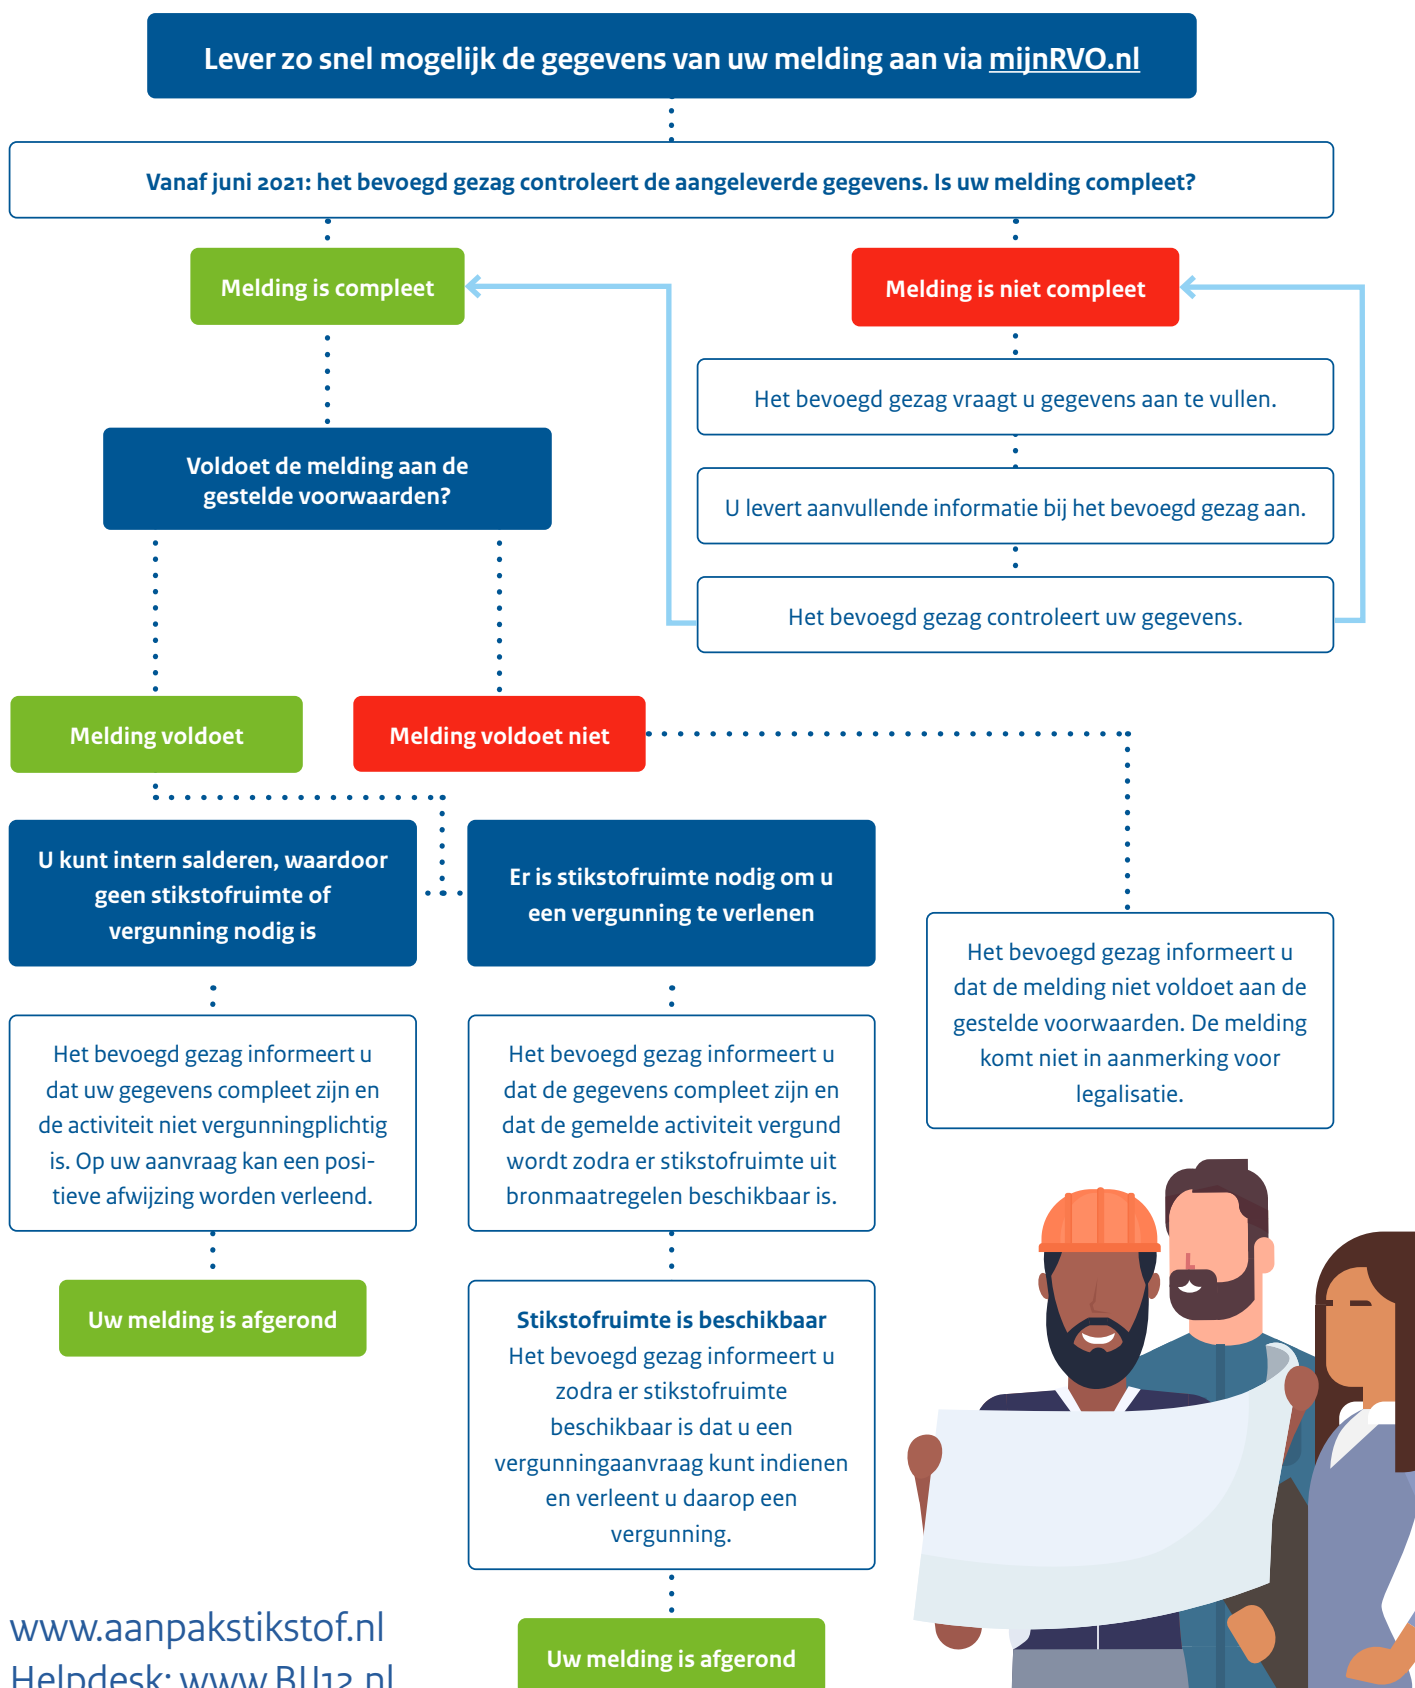 Lever zo snel mogelijk de gegevens van uw melding aan via mijnRVO.nl
Vanaf juni 2021: het bevoegd gezag controleert de aangeleverde gegevens. Is uw melding compleet?
Melding is compleet
Melding is niet compleet
Het bevoegd gezag vraagt u gegevens aan te vullen.
U levert aanvullende informatie bij het bevoegd gezag aan.
Het bevoegd gezag controleert uw gegevens.
Voldoet de melding aan de
gestelde voorwaarden?
Melding voldoet
Melding voldoet niet
U kunt intern salderen, waardoor
geen stikstofruimte of
vergunning nodig is
Er is stikstofruimte nodig om u
een vergunning te verlenen
Het bevoegd gezag informeert u
dat de melding niet voldoet aan de
gestelde voorwaarden. De melding
komt niet in aanmerking voor
legalisatie.
Het bevoegd gezag informeert u
dat uw gegevens compleet zijn en
de activiteit niet vergunningplichtig
is. Op uw aanvraag kan een posi-
tieve afwijzing worden verleend.
Het bevoegd gezag informeert u
dat de gegevens compleet zijn en
dat de gemelde activiteit vergund
wordt zodra er stikstofruimte uit
bronmaatregelen beschikbaar is.
Uw melding is afgerond
Stikstofruimte is beschikbaar
Het bevoegd gezag informeert u
zodra er stikstofruimte
beschikbaar is dat u een
vergunningaanvraag kunt indienen
en verleent u daarop een
vergunning.
Uw melding is afgerond
www.aanpakstikstof.nl
Helpdesk: www.BIJ12.nl